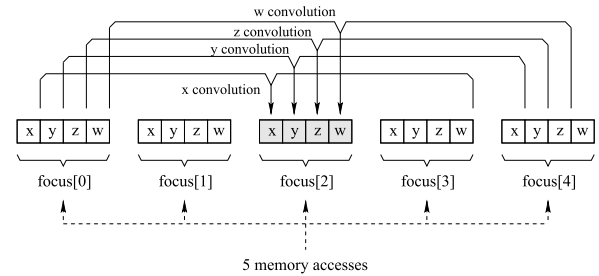 w convolution
z convolution
y convolution
x convolution
x y z w x y z w x y z w x y z w x y z w
focus[0] focus[1] focus[2] focus[3] focus[4]
5 memory accesses